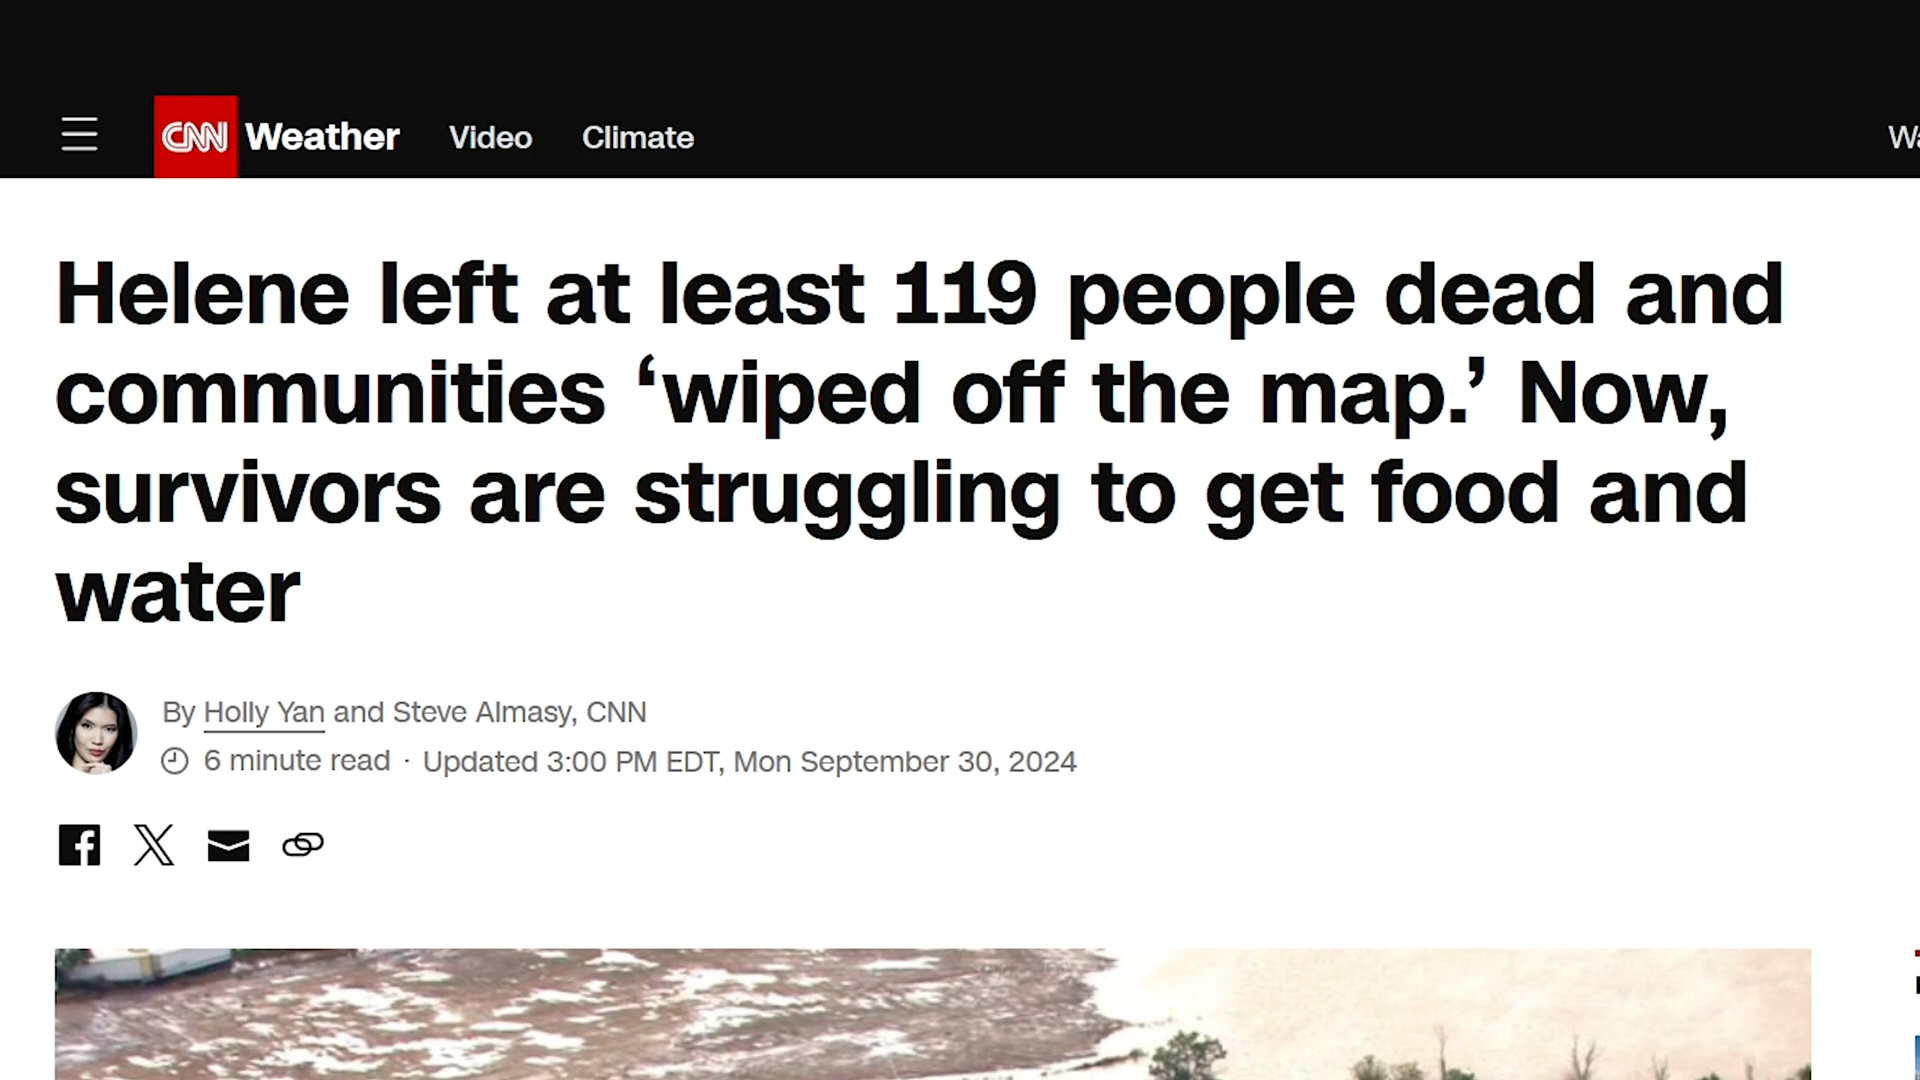 CNN Weather Video Climate
Helene left at least 119 people dead and
communities ‘wiped off the map.’ Now,
survivors are struggling to get food and
water
By Holly Yan and Steve Almasy, CNN
6 minute read · Updated 3:00 PM EDT, Mon September 30, 2024